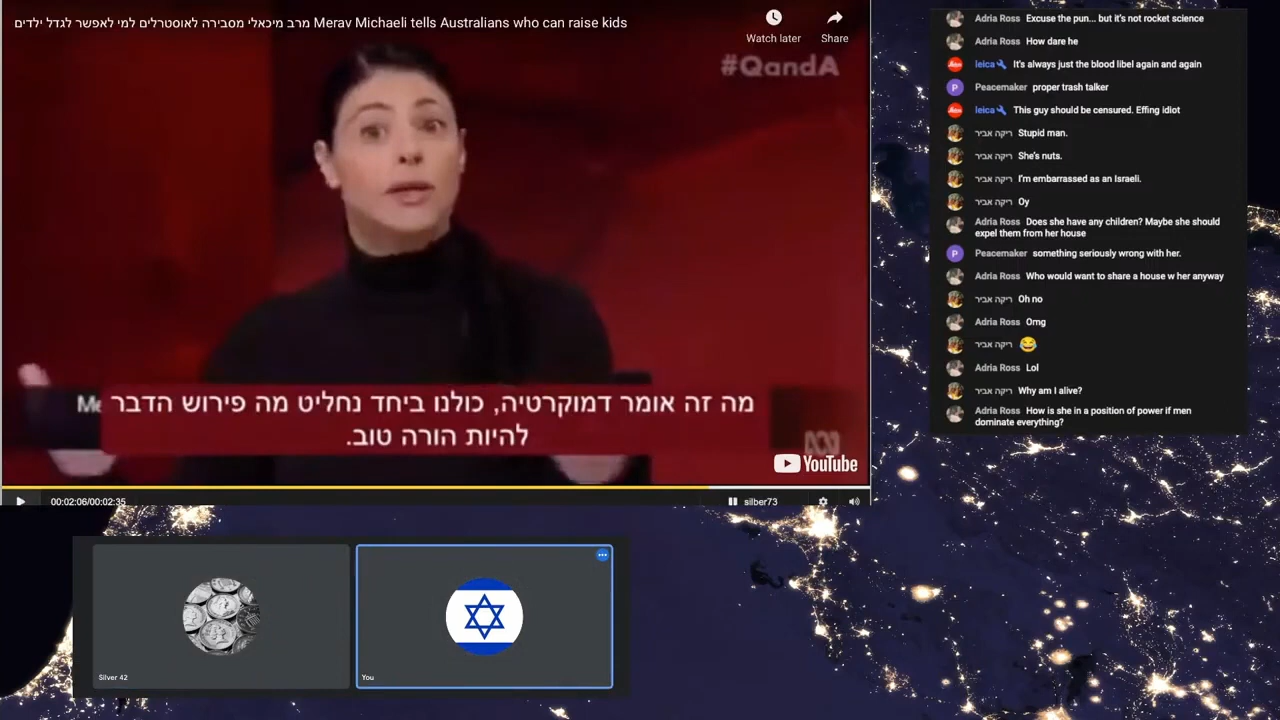 מרב מיכאלי מסבירה לאוסטרלים למי לאפשר לגדל ילדים Merav Michaeli tells Australians who can raise kids
Watch later
Share
#QandA
מה זה אומר דמוקרטיה, כולנו ביחד נחליט מה פירוש הדבר
להיות הורה טוב.
YouTube
00:02:06/00:02:35
silber73
Adria Ross Excuse the pun... but it's not rocket science
Adria Ross How dare he
leica It's always just the blood libel again and again
P Peacemaker proper trash talker
leica This guy should be censured. Effing idiot
ריקה אביר Stupid man.
ריקה אביר She's nuts.
ריקה אביר I'm embarrassed as an Israeli.
ריקה אביר Oy
Adria Ross Does she have any children? Maybe she should
expel them from her house
P Peacemaker something seriously wrong with her.
Adria Ross Who would want to share a house w her anyway
ריקה אביר Oh no
Adria Ross Omg
ריקה אביר 😂
Adria Ross Lol
ריקה אביר Why am I alive?
Adria Ross How is she in a position of power if men
dominate everything?
Silver 42
You